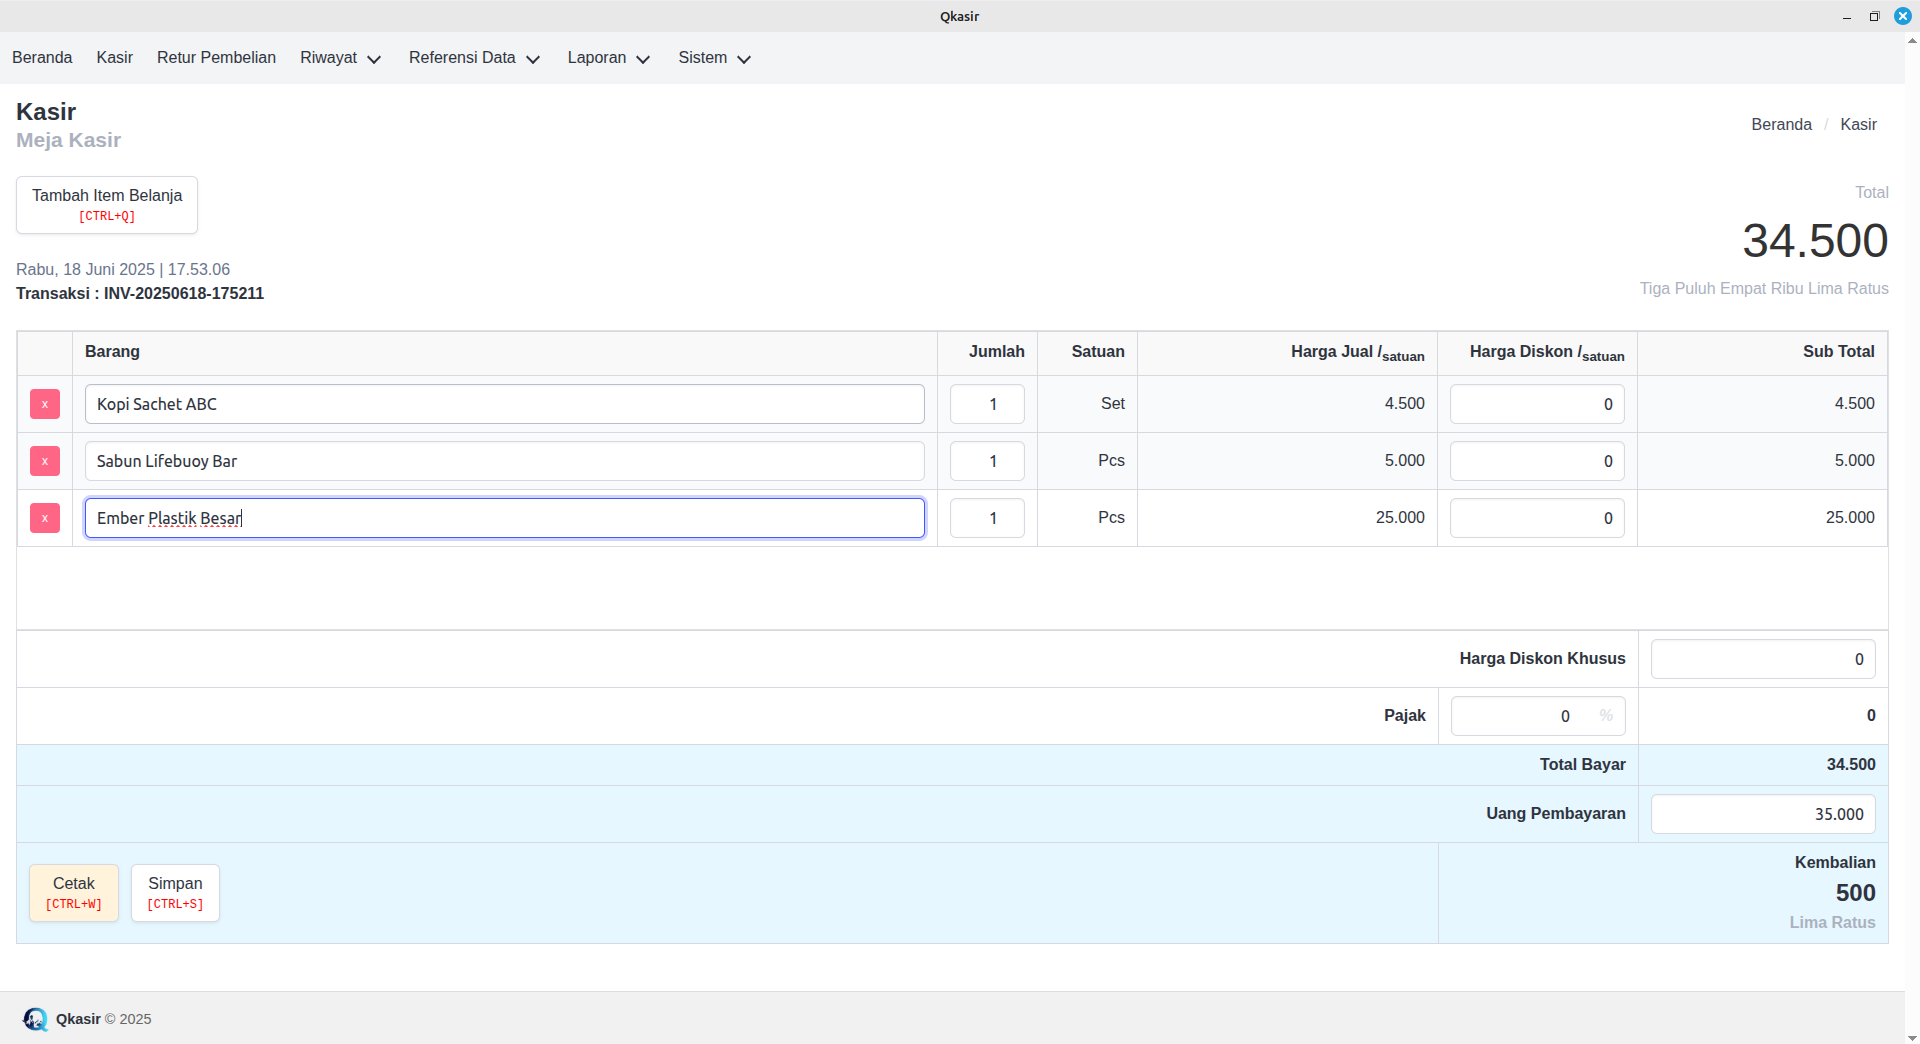 Qkasir
Beranda Kasir Retur Pembelian Riwayat Referensi Data Laporan Sistem
Kasir
Meja Kasir
Beranda / Kasir
Tambah Item Belanja
[CTRL+Q]
Total
34.500
Tiga Puluh Empat Ribu Lima Ratus
Rabu, 18 Juni 2025 | 17.53.06
Transaksi : INV-20250618-175211
Barang Jumlah Satuan Harga Jual /satuan Harga Diskon /satuan Sub Total
x Kopi Sachet ABC 1 Set 4.500 0 4.500
x Sabun Lifebuoy Bar 1 Pcs 5.000 0 5.000
x Ember Plastik Besar 1 Pcs 25.000 0 25.000
Harga Diskon Khusus 0
Pajak 0 % 0
Total Bayar 34.500
Uang Pembayaran 35.000
Cetak
[CTRL+W]
Simpan
[CTRL+S]
Kembalian
500
Lima Ratus
Qkasir © 2025